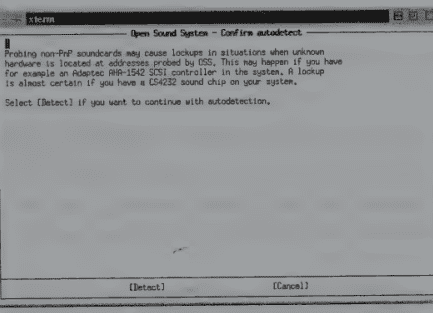 xterm
Open Sound System - Confirm autodetect
Probing non-PnP soundcards may cause lockups in situations when unknown
hardware is located at addresses probed by OSS. This may happen if you have
for example an Adaptec AHA-1542 SCSI controller in the system. A lockup
is almost certain if you have a CS4232 sound chip on your system.
Select [Detect] if you want to continue with autodetection.
[Detect] [Cancel]